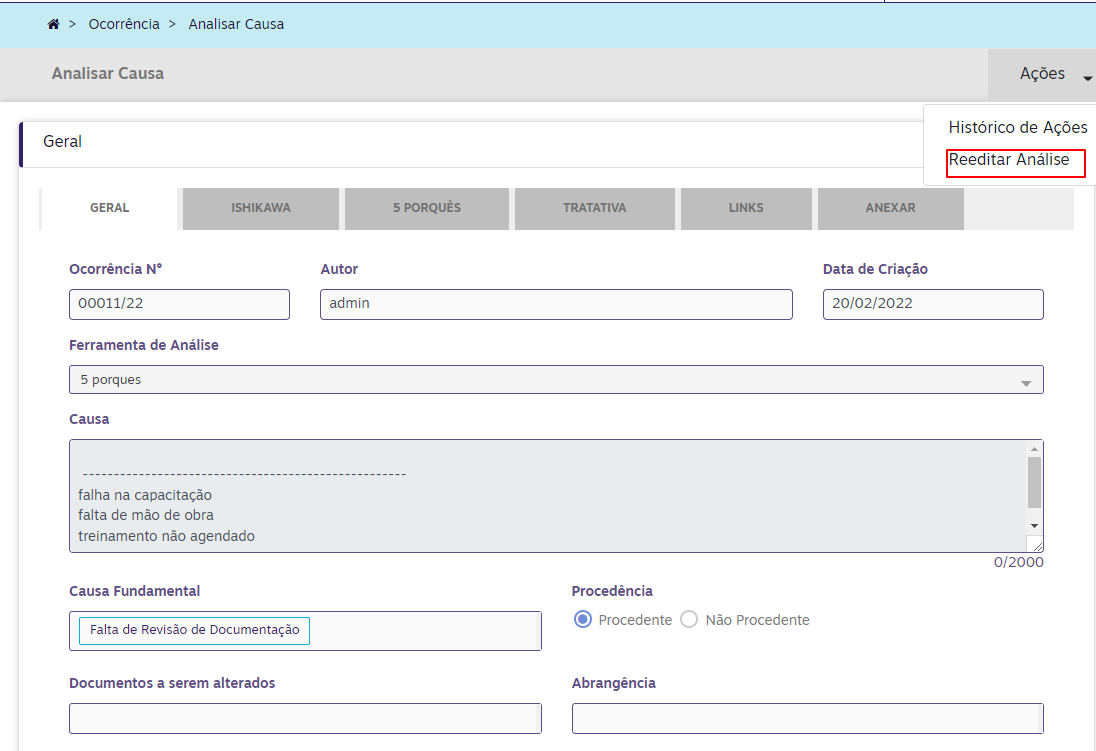 > Ocorrência > Analisar Causa
Analisar Causa
Ações
Histórico de Ações
Reeditar Análise
Geral
GERAL ISHIKAWA 5 PORQUÊS TRATATIVA LINKS ANEXAR
Ocorrência N° Autor Data de Criação
00011/22 admin 20/02/2022
Ferramenta de Análise
5 porques
Causa
----------------------------------------------------
falha na capacitação
falta de mão de obra
treinamento não agendado
0/2000
Causa Fundamental Procedência
Falta de Revisão de Documentação Procedente Não Procedente
Documentos a serem alterados Abrangência